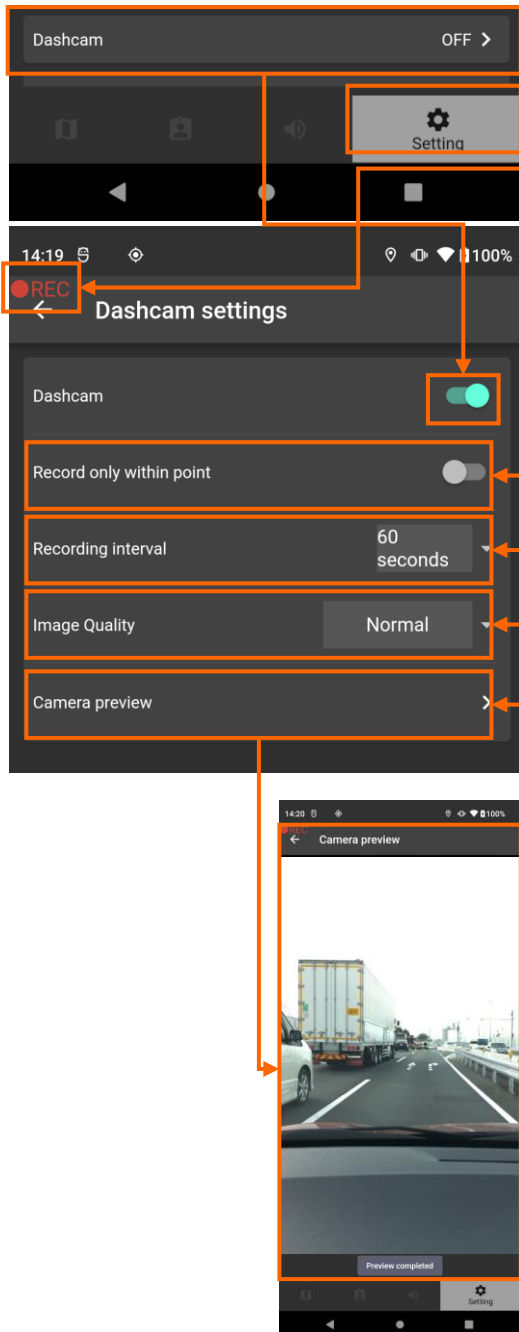 Dashcam
OFF
Setting
14:19
100%
REC
Dashcam settings
Dashcam
Record only within point
Recording interval
60
seconds
Image Quality
Normal
Camera preview
14:20
100%
REC
Camera preview
Preview completed
Setting